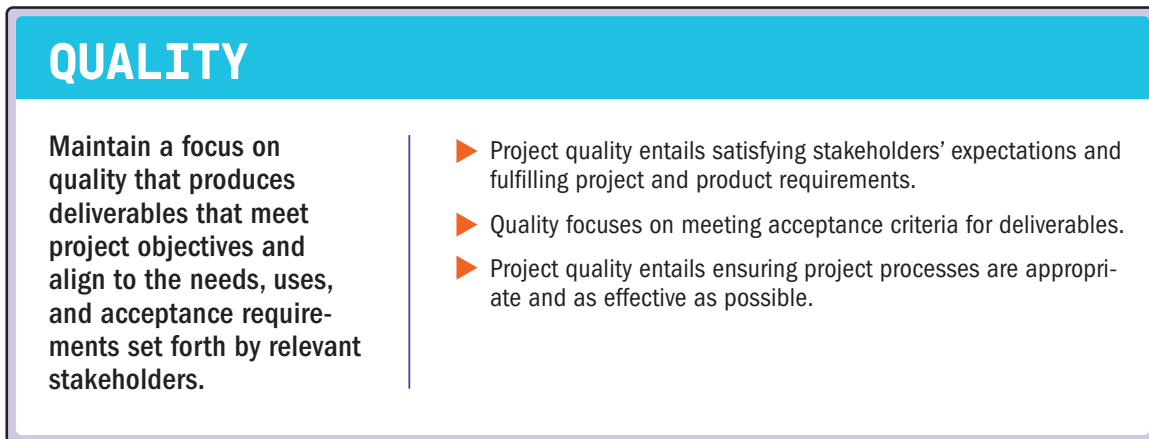 QUALITY
Maintain a focus on
quality that produces
deliverables that meet
project objectives and
align to the needs, uses,
and acceptance require-
ments set forth by relevant
stakeholders.
Project quality entails satisfying stakeholders’ expectations and
fulfilling project and product requirements.
Quality focuses on meeting acceptance criteria for deliverables.
Project quality entails ensuring project processes are appropri-
ate and as effective as possible.